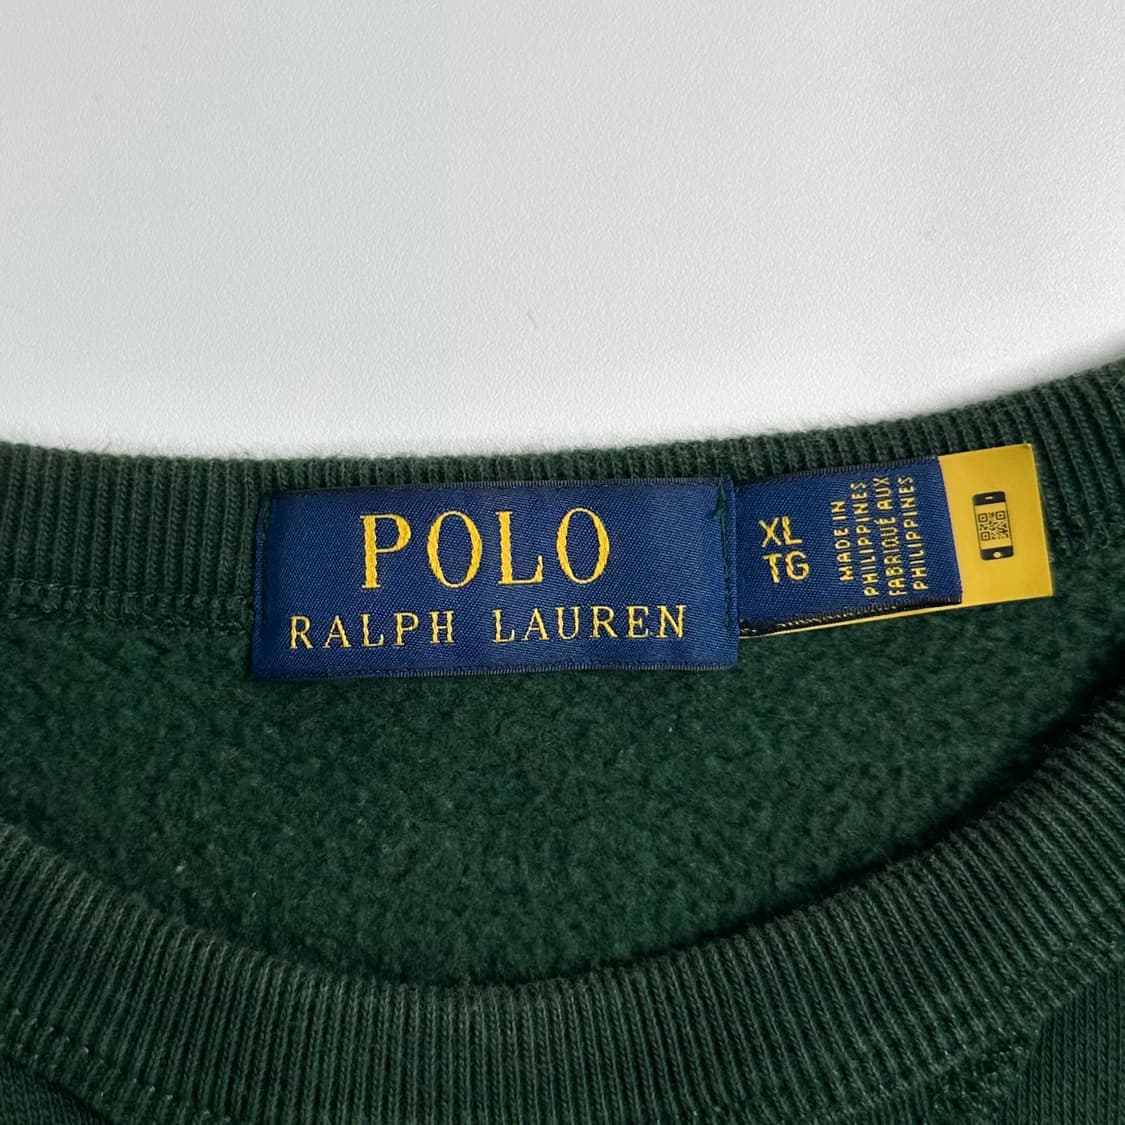 POLO
RALPH LAUREN
XL
TG
MADE IN
PHILIPPINES
FABRIQUÉ AUX
PHILIPPINES